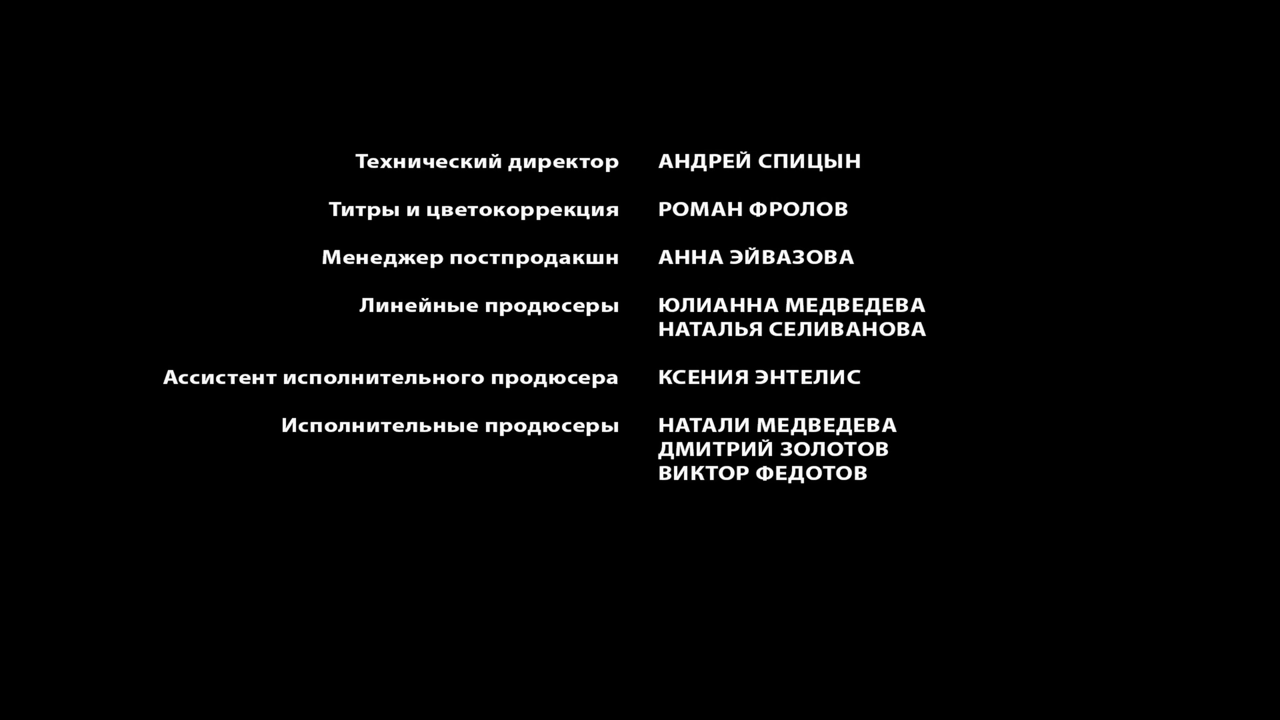 Технический директор АНДРЕЙ СПИЦЫН
Титры и цветокоррекция РОМАН ФРОЛОВ
Менеджер постпродакшн АННА ЭЙВАЗОВА
Линейные продюсеры ЮЛИАННА МЕДВЕДЕВА
НАТАЛЬЯ СЕЛИВАНОВА
Ассистент исполнительного продюсера КСЕНИЯ ЭНТЕЛИС
Исполнительные продюсеры НАТАЛИ МЕДВЕДЕВА
ДМИТРИЙ ЗОЛОТОВ
ВИКТОР ФЕДОТОВ